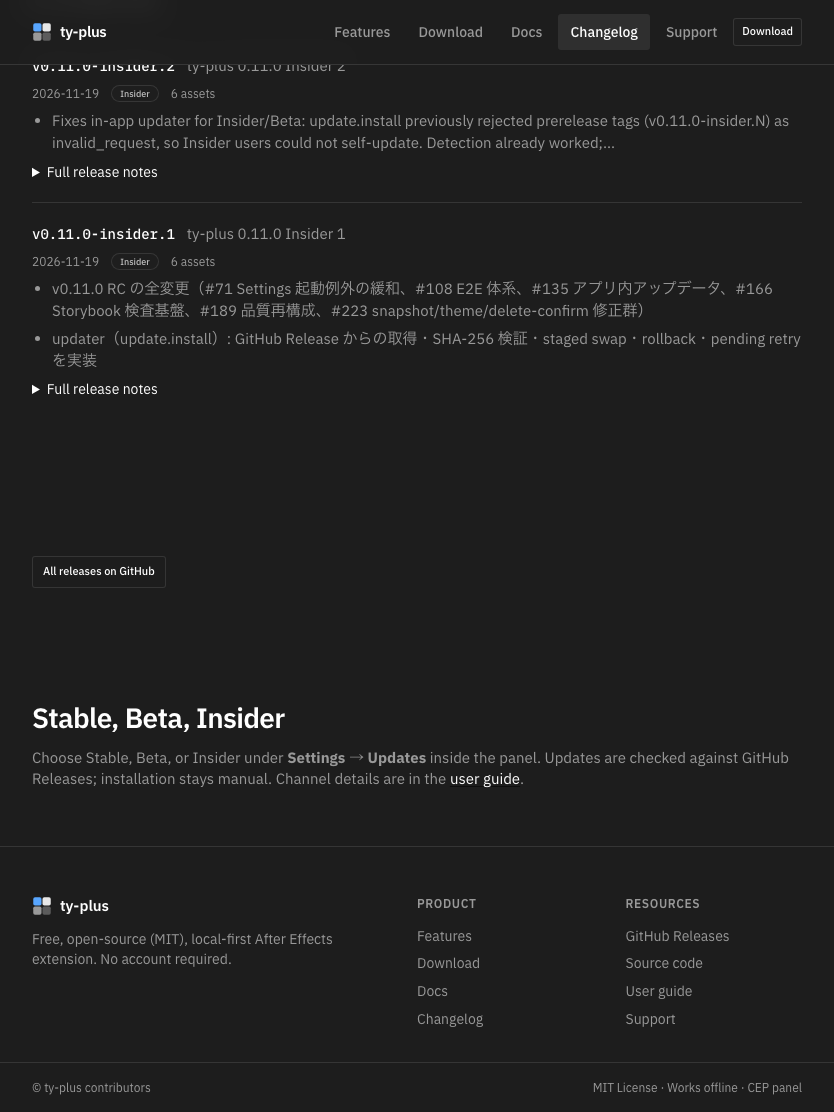 ty-plus
Features
Download
Docs
Changelog
Support
Download
v0.11.0-insider.2 ty-plus 0.11.0 Insider 2
2026-11-19 Insider 6 assets
• Fixes in-app updater for Insider/Beta: update.install previously rejected prerelease tags (v0.11.0-insider.N) as
invalid_request, so Insider users could not self-update. Detection already worked;...
▶ Full release notes
v0.11.0-insider.1 ty-plus 0.11.0 Insider 1
2026-11-19 Insider 6 assets
• v0.11.0 RC の全変更（#71 Settings 起動例外の緩和、#108 E2E 体系、#135 アプリ内アップデータ、#166
Storybook 検査基盤、#189 品質再構成、#223 snapshot/theme/delete-confirm 修正群）
• updater（update.install）: GitHub Release からの取得・SHA-256 検証・staged swap・rollback・pending retry
を実装
▶ Full release notes
All releases on GitHub
Stable, Beta, Insider
Choose Stable, Beta, or Insider under Settings → Updates inside the panel. Updates are checked against GitHub
Releases; installation stays manual. Channel details are in the user guide.
ty-plus
Free, open-source (MIT), local-first After Effects
extension. No account required.
PRODUCT
Features
Download
Docs
Changelog
RESOURCES
GitHub Releases
Source code
User guide
Support
© ty-plus contributors
MIT License · Works offline · CEP panel